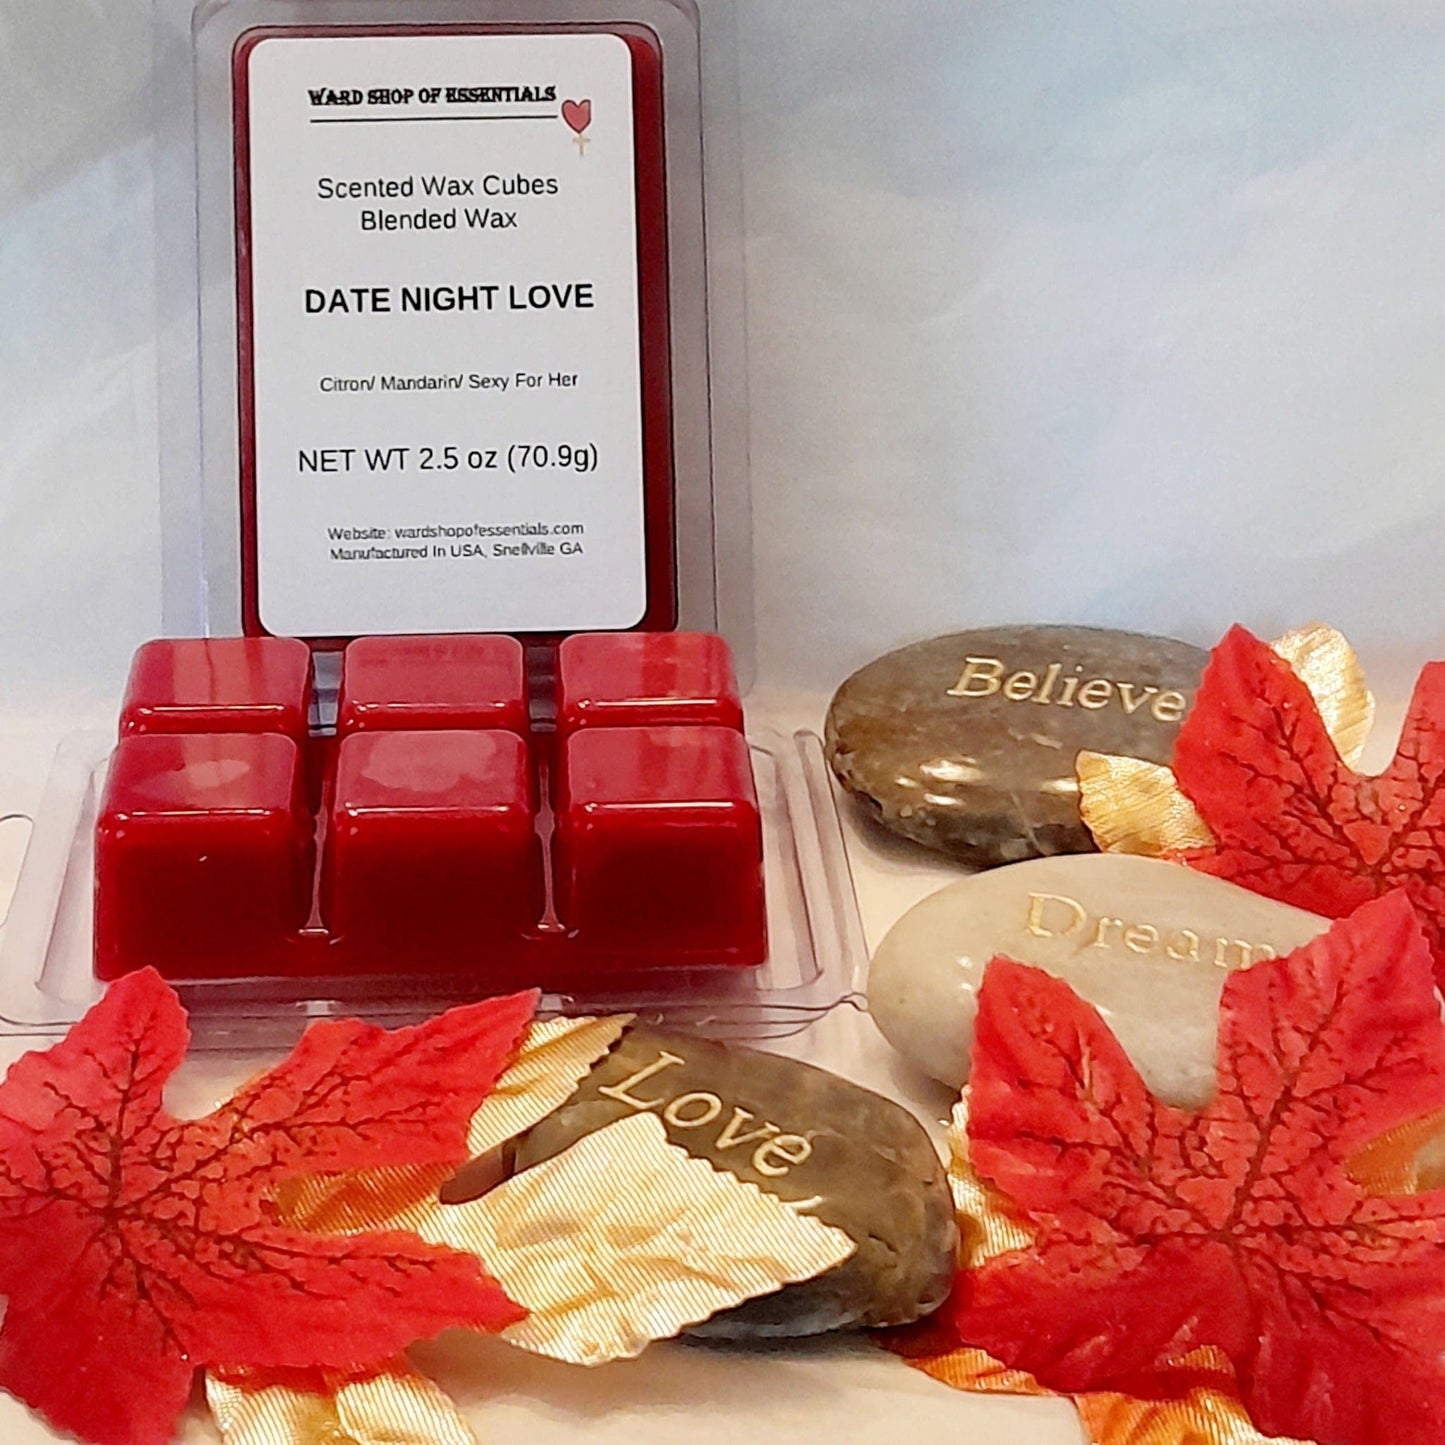 WARD SHOP OF ESSENTIALS
Scented Wax Cubes
Blended Wax
DATE NIGHT LOVE
Citron/ Mandarin/ Sexy For Her
NET WT 2.5 oz (70.9g)
Website: wardshopofessentials.com
Manufactured In USA, Snellville GA
Believe
Dream
Love